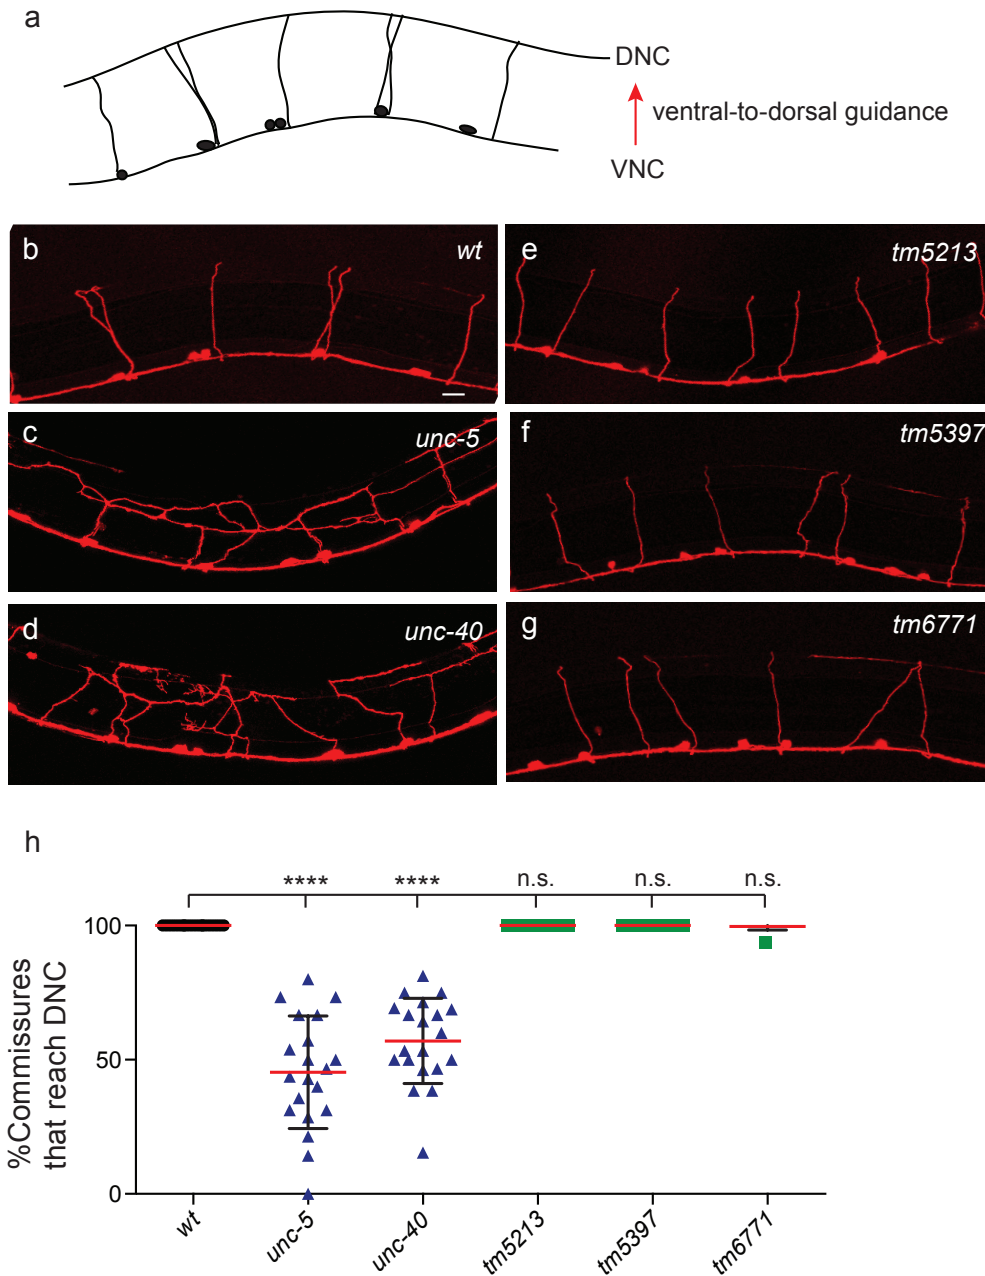 a
DNC
ventral-to-dorsal guidance
VNC
b
wt
e
tm5213
c
unc-5
f
tm5397
d
unc-40
g
tm6771
h
**** **** n.s. n.s. n.s.
100
50
0
%Commissures
that reach DNC
wt unc-5 unc-40 tm5213 tm5397 tm6771